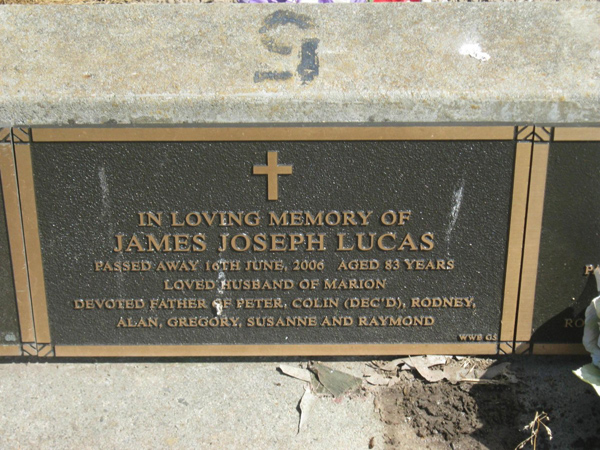 5
IN LOVING MEMORY OF
JAMES JOSEPH LUCAS
PASSED AWAY 16TH JUNE, 2006 AGED 83 YEARS
LOVED HUSBAND OF MARION
DEVOTED FATHER OF PETER, COLIN (DEC'D), RODNEY,
ALAN, GREGORY, SUSANNE AND RAYMOND